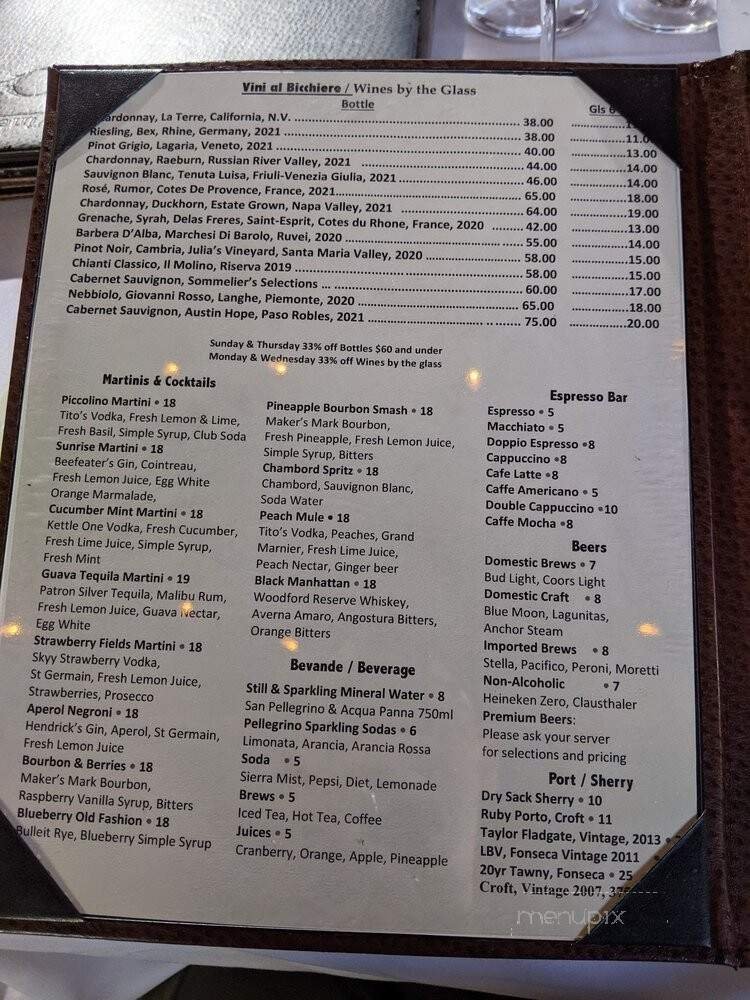 Vini al Bicchiere / Wines by the Glass
Bottle Gls
La Terre, California, N.V. 38.00
Riesling, Bex, Rhine, Germany, 2021 38.00 11.0
Pinot Grigio, Lagaria, Veneto, 2021 40.00 13.00
Chardonnay, Raeburn, Russian River Valley, 2021 44.00 14.00
Sauvignon Blanc, Tenuta Luisa, Friuli-Venezia Giulia, 2021 46.00 14.00
Rosé, Rumor, Cotes De Provence, France, 2021 65.00 18.00
Chardonnay, Duckhorn, Estate Grown, Napa Valley, 2021 64.00 19.00
Grenache, Syrah, Delas Freres, Saint-Esprit, Cotes du Rhone, France, 2020 42.00 13.00
Barbera D'Alba, Marchesi Di Barolo, Ruvei, 2020 55.00 14.00
Pinot Noir, Cambria, Julia's Vineyard, Santa Maria Valley, 2020 58.00 15.00
Chianti Classico, Il Molino, Riserva 2019 58.00 15.00
Cabernet Sauvignon, Sommelier's Selections ... 60.00 17.00
Nebbiolo, Giovanni Rosso, Langhe, Piemonte, 2020 65.00 18.00
Cabernet Sauvignon, Austin Hope, Paso Robles, 2021 75.00 20.00
Sunday & Thursday 33% off Bottles $60 and under
Monday & Wednesday 33% off Wines by the glass
Martinis & Cocktails
Piccolino Martini • 18
Tito's Vodka, Fresh Lemon & Lime,
Fresh Basil, Simple Syrup, Club Soda
Sunrise Martini • 18
Beefeater's Gin, Cointreau,
Fresh Lemon Juice, Egg White
Orange Marmalade,
Cucumber Mint Martini • 18
Kettle One Vodka, Fresh Cucumber,
Fresh Lime Juice, Simple Syrup,
Fresh Mint
Guava Tequila Martini • 19
Patron Silver Tequila, Malibu Rum,
Fresh Lemon Juice, Guava Nectar,
Egg White
Strawberry Fields Martini • 18
Skyy Strawberry Vodka,
St Germain, Fresh Lemon Juice,
Strawberries, Prosecco
Aperol Negroni • 18
Hendrick's Gin, Aperol, St Germain,
Fresh Lemon Juice
Bourbon & Berries • 18
Maker's Mark Bourbon,
Raspberry Vanilla Syrup, Bitters
Blueberry Old Fashion • 18
Bulleit Rye, Blueberry Simple Syrup
Pineapple Bourbon Smash • 18
Maker's Mark Bourbon,
Fresh Pineapple, Fresh Lemon Juice,
Simple Syrup, Bitters
Chambord Spritz • 18
Chambord, Sauvignon Blanc,
Soda Water
Peach Mule • 18
Tito's Vodka, Peaches, Grand
Marnier, Fresh Lime Juice,
Peach Nectar, Ginger beer
Black Manhattan • 18
Woodford Reserve Whiskey,
Averna Amaro, Angostura Bitters,
Orange Bitters
Bevande / Beverage
Still & Sparkling Mineral Water • 8
San Pellegrino & Acqua Panna 750ml
Pellegrino Sparkling Sodas • 6
Limonata, Arancia, Arancia Rossa
Soda • 5
Sierra Mist, Pepsi, Diet, Lemonade
Brews • 5
Iced Tea, Hot Tea, Coffee
Juices • 5
Cranberry, Orange, Apple, Pineapple
Espresso Bar
Espresso • 5
Macchiato • 5
Doppio Espresso •8
Cappuccino •8
Cafe Latte •8
Caffe Americano • 5
Double Cappuccino •10
Caffe Mocha •8
Beers
Domestic Brews • 7
Bud Light, Coors Light
Domestic Craft • 8
Blue Moon, Lagunitas,
Anchor Steam
Imported Brews • 8
Stella, Pacifico, Peroni, Moretti
Non-Alcoholic • 7
Heineken Zero, Clausthaler
Premium Beers:
Please ask your server
for selections and pricing
Port / Sherry
Dry Sack Sherry • 10
Ruby Porto, Croft • 11
Taylor Fladgate, Vintage, 2013 •
LBV, Fonseca Vintage 2011
20yr Tawny, Fonseca • 25
Croft, Vintage 2007,
menupix